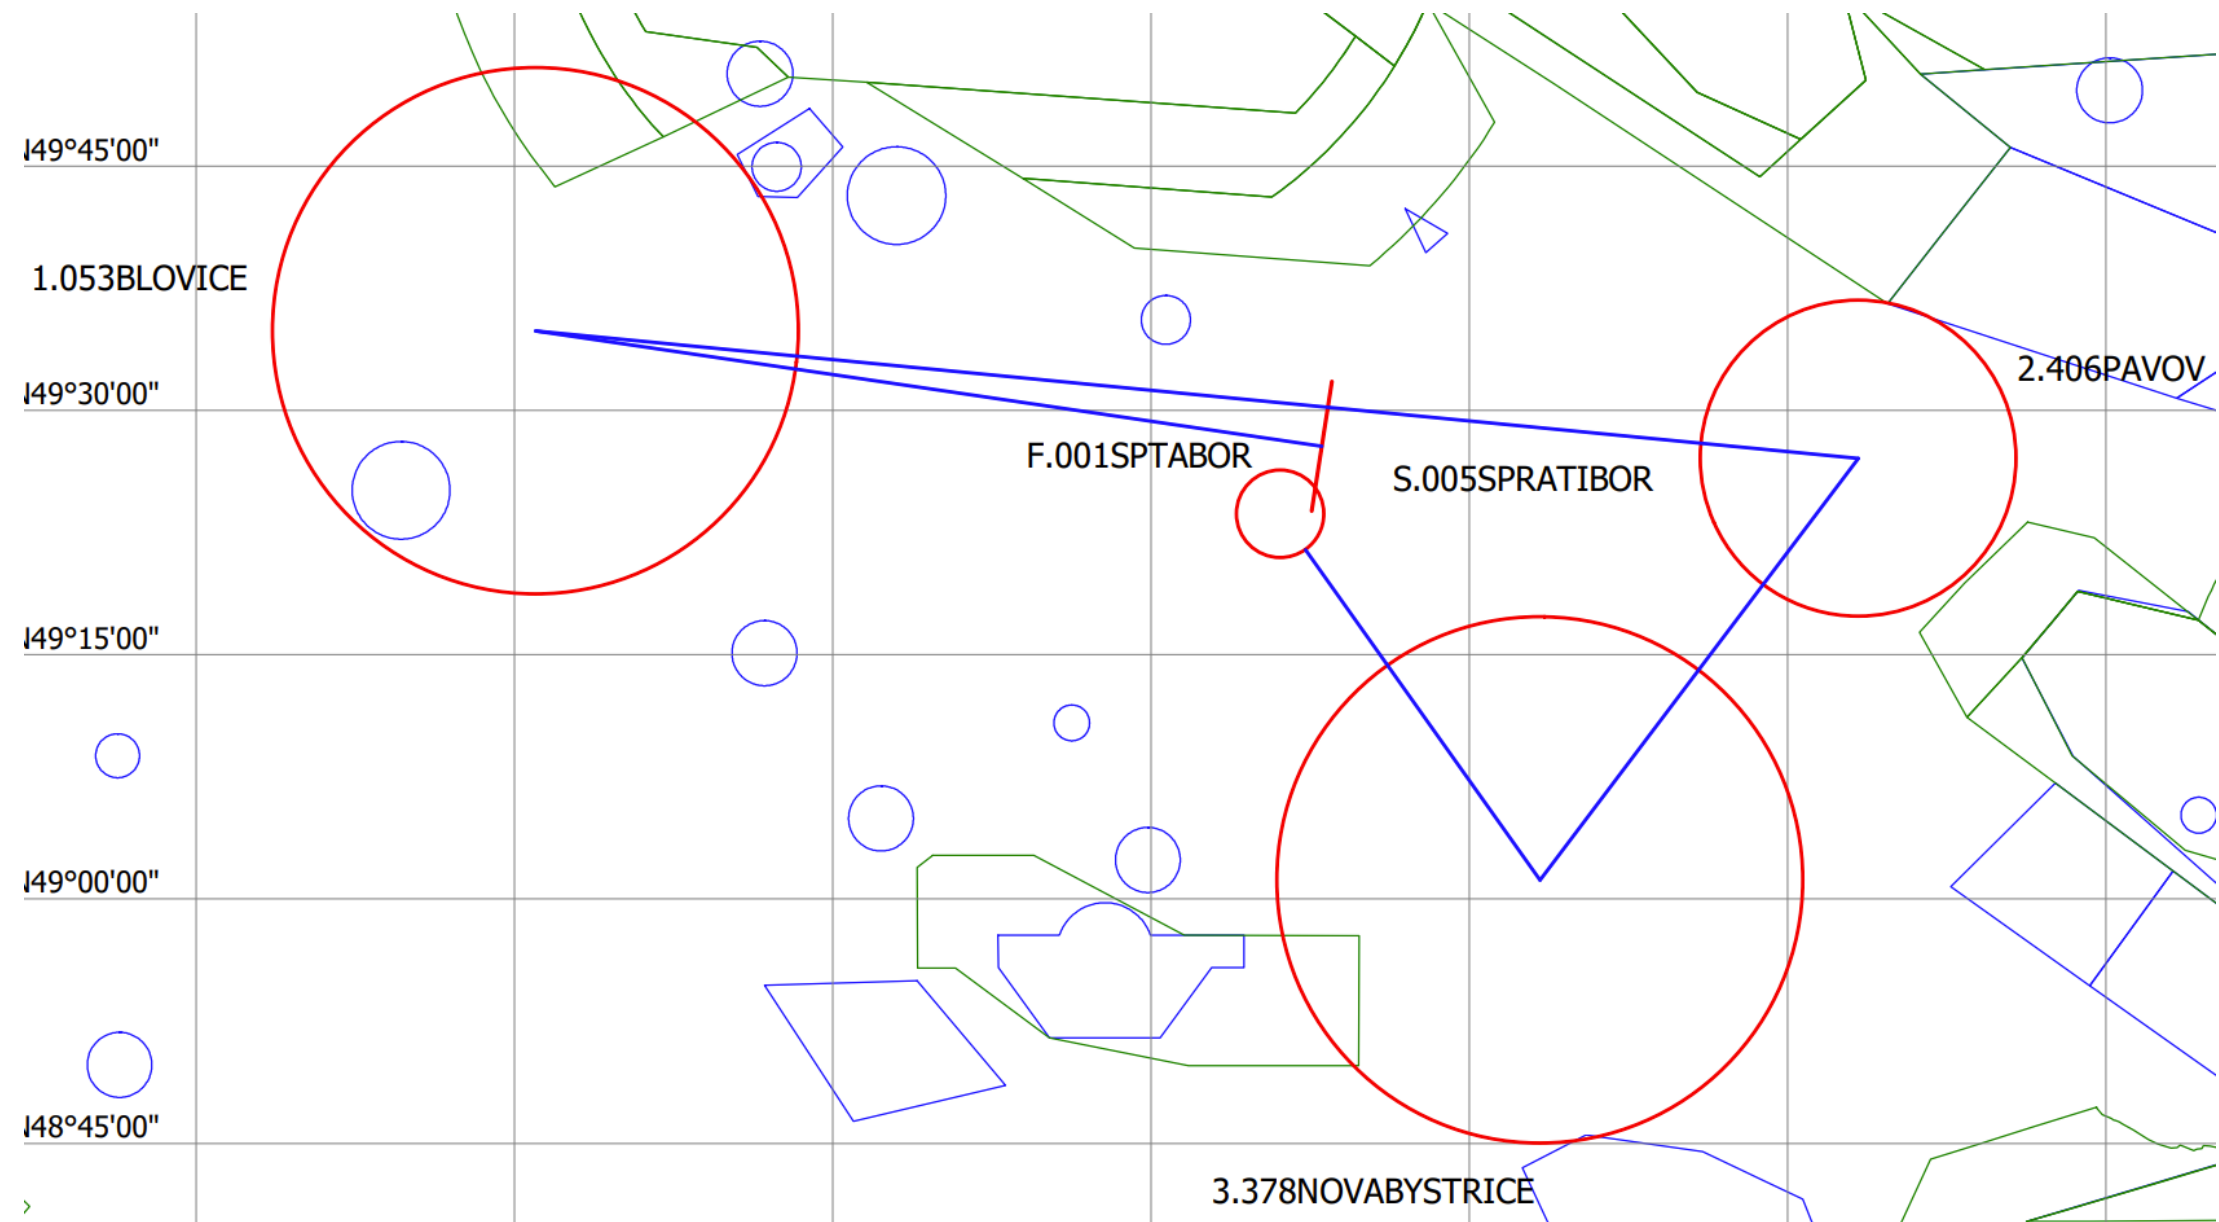 N49°45'00"
1.053BLOVICE
2.406PAVOV
N49°30'00"
F.001SPTABOR
S.005SPRATIBOR
N49°15'00"
N49°00'00"
N48°45'00"
3.378NOVABYSTRICE